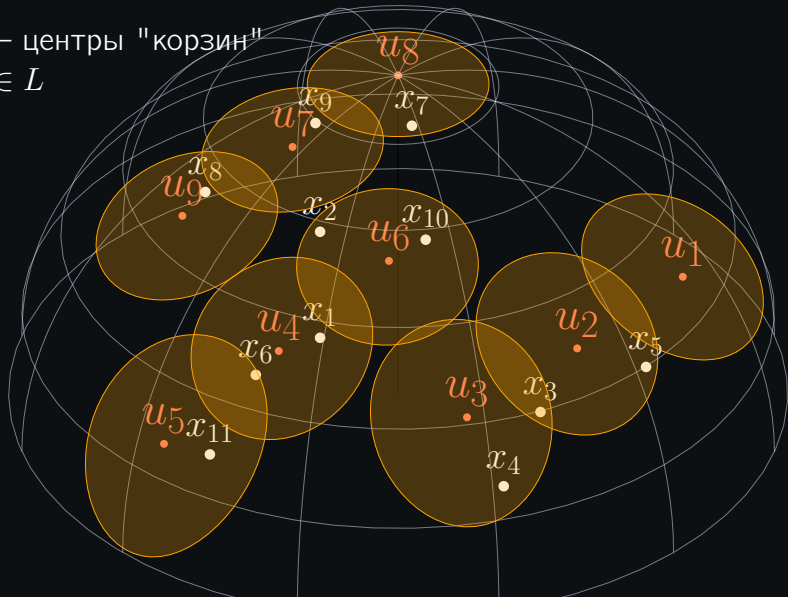 – центры "корзин"
∈ L
u₈
x₉
x₇
u₇
x₈
u₉
x₂
x₁₀
u₆
u₁
x₁
u₄
u₂
x₆
x₅
u₃
x₃
u₅
x₁₁
x₄